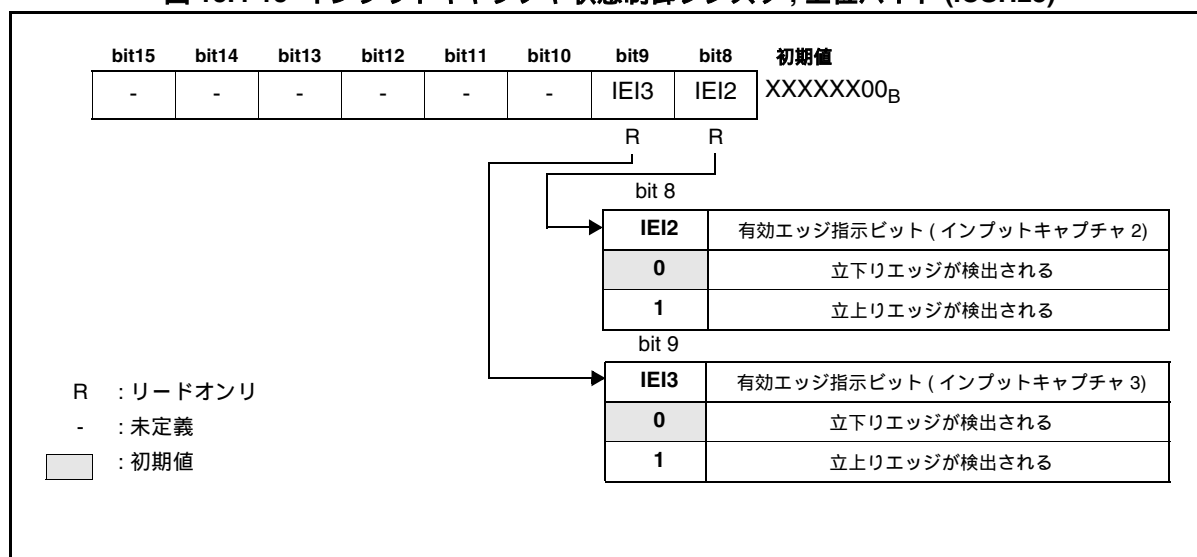 bit15 bit14 bit13 bit12 bit11 bit10 bit9 bit8 初期値
- - - - - - IEI3 IEI2 XXXXXX00B
R R
bit 8
IEI2 有効エッジ指示ビット ( インプットキャプチャ 2)
0 立下りエッジが検出される
1 立上りエッジが検出される
bit 9
IEI3 有効エッジ指示ビット ( インプットキャプチャ 3)
0 立下りエッジが検出される
1 立上りエッジが検出される
R : リードオンリ
- : 未定義
: 初期値